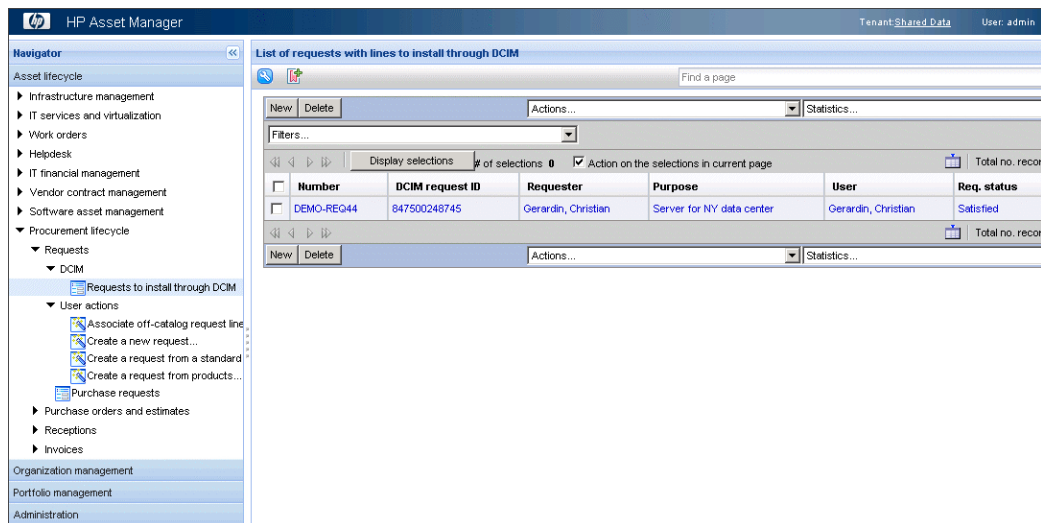 hp HP Asset Manager Tenant:Shared Data User: admin
Navigator
Asset lifecycle
Infrastructure management
IT services and virtualization
Work orders
Helpdesk
IT financial management
Vendor contract management
Software asset management
Procurement lifecycle
Requests
DCIM
Requests to install through DCIM
User actions
Associate off-catalog request line
Create a new request...
Create a request from a standard
Create a request from products...
Purchase requests
Purchase orders and estimates
Receptions
Invoices
Organization management
Portfolio management
Administration
List of requests with lines to install through DCIM
Find a page
New Delete Actions... Statistics...
Filters...
Display selections # of selections 0 Action on the selections in current page Total no. recor
Number DCIM request ID Requester Purpose User Req. status
DEMO-REQ44 847500248745 Gerardin, Christian Server for NY data center Gerardin, Christian Satisfied
Total no. recor
New Delete Actions... Statistics...